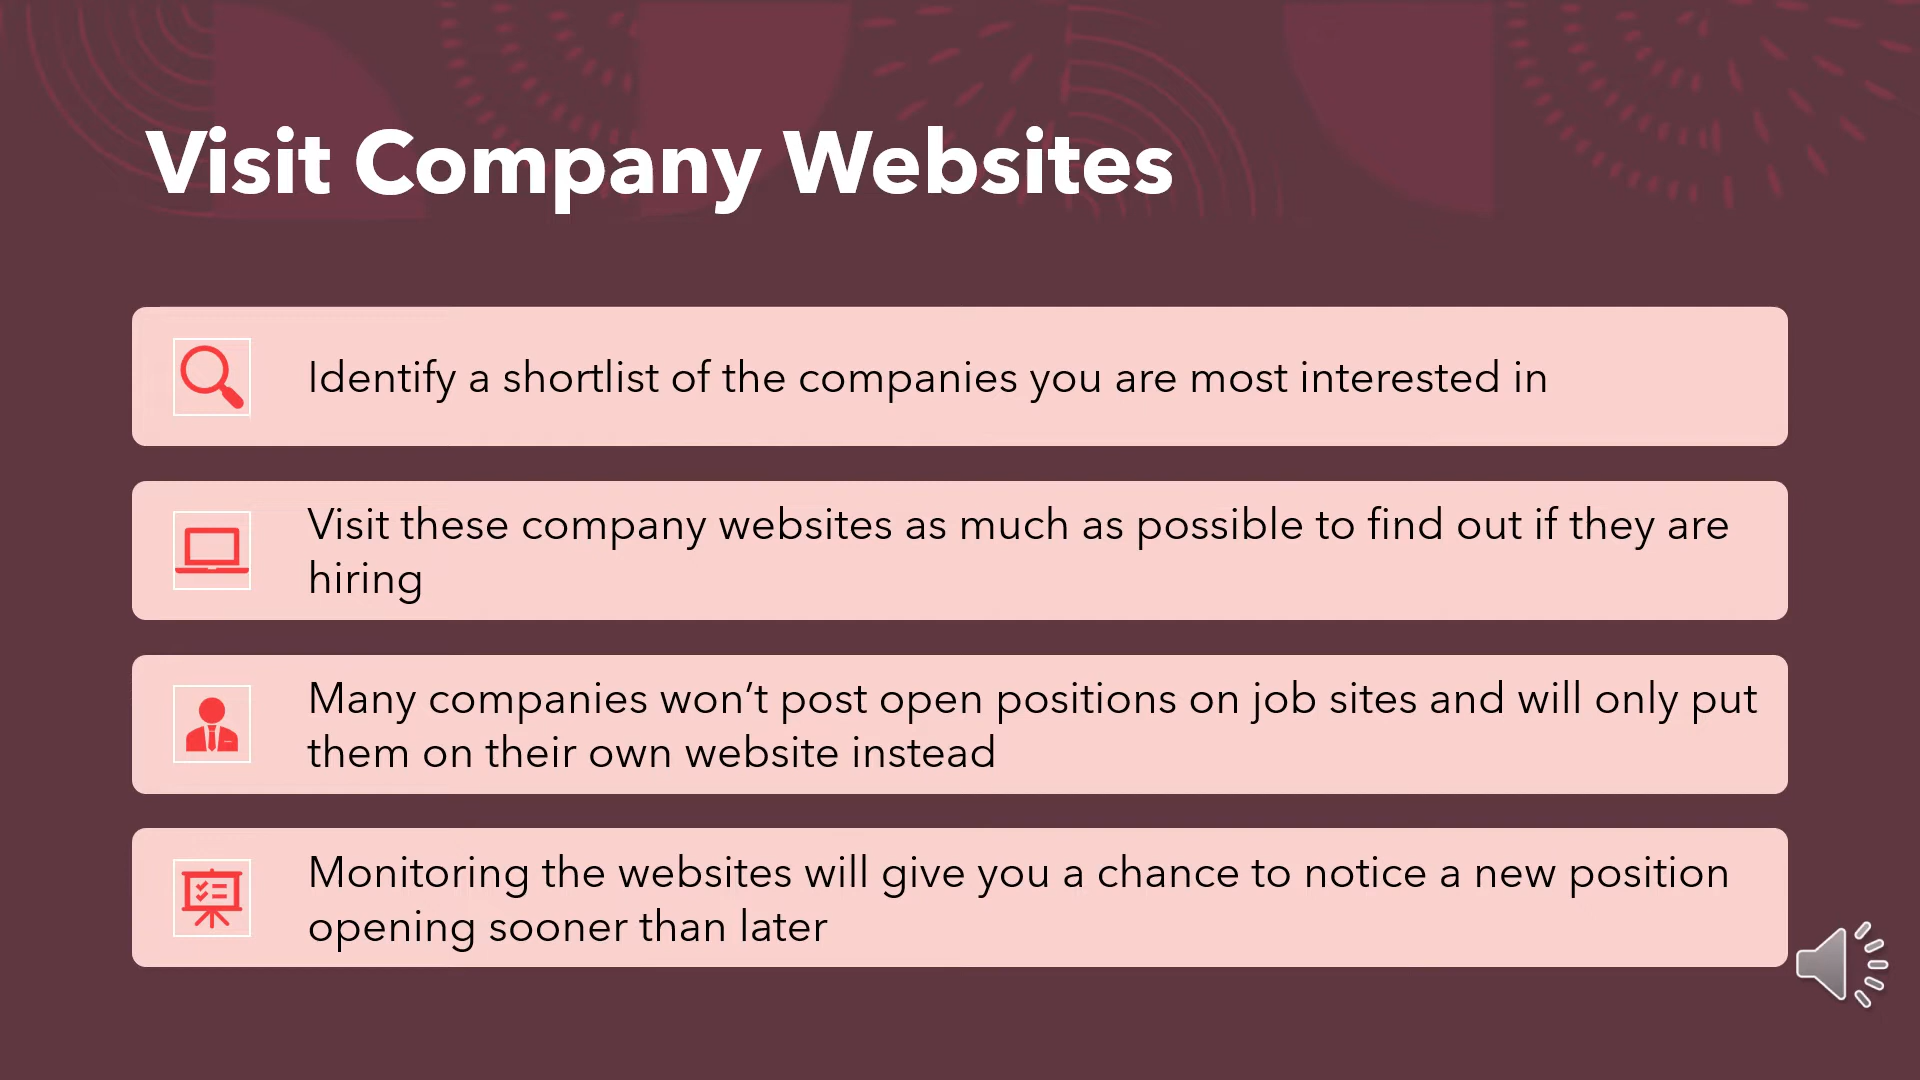 Visit Company Websites
Identify a shortlist of the companies you are most interested in
Visit these company websites as much as possible to find out if they are
hiring
Many companies won’t post open positions on job sites and will only put
them on their own website instead
Monitoring the websites will give you a chance to notice a new position
opening sooner than later